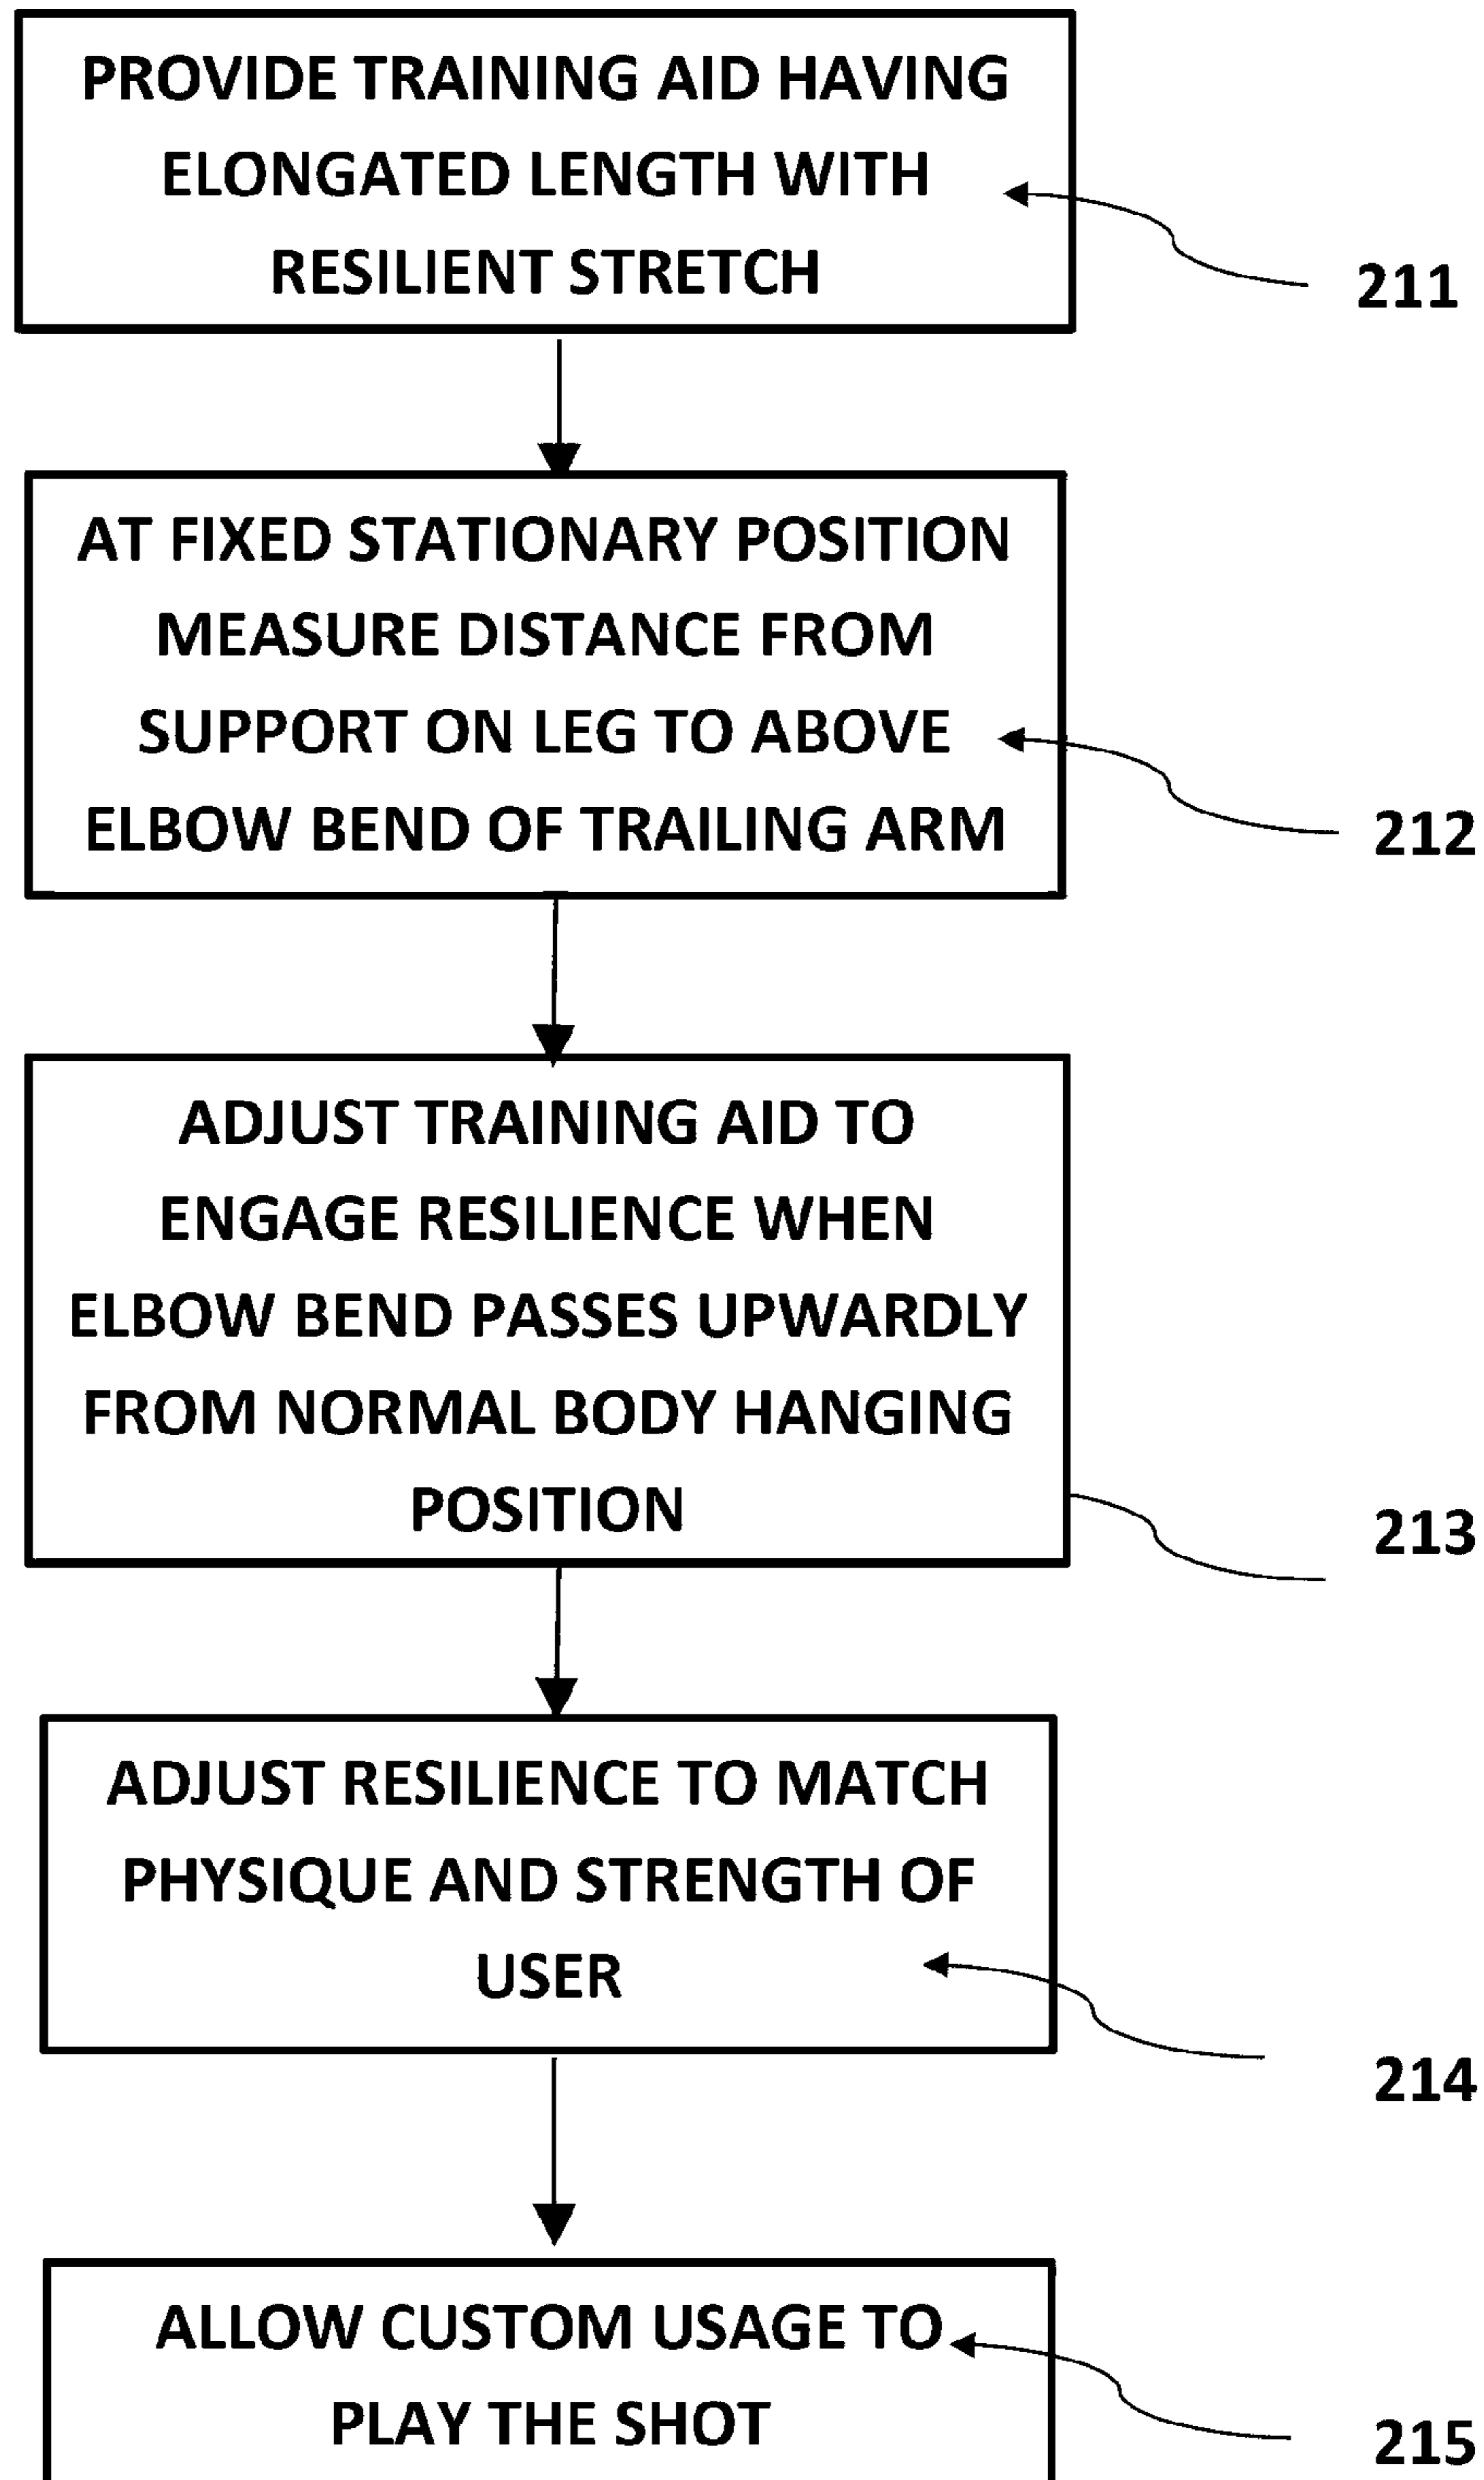 PROVIDE TRAINING AID HAVING
ELONGATED LENGTH WITH
RESILIENT STRETCH
211
AT FIXED STATIONARY POSITION
MEASURE DISTANCE FROM
SUPPORT ON LEG TO ABOVE
ELBOW BEND OF TRAILING ARM
212
ADJUST TRAINING AID TO
ENGAGE RESILIENCE WHEN
ELBOW BEND PASSES UPWARDLY
FROM NORMAL BODY HANGING
POSITION
213
ADJUST RESILIENCE TO MATCH
PHYSIQUE AND STRENGTH OF
USER
214
ALLOW CUSTOM USAGE TO
PLAY THE SHOT
215